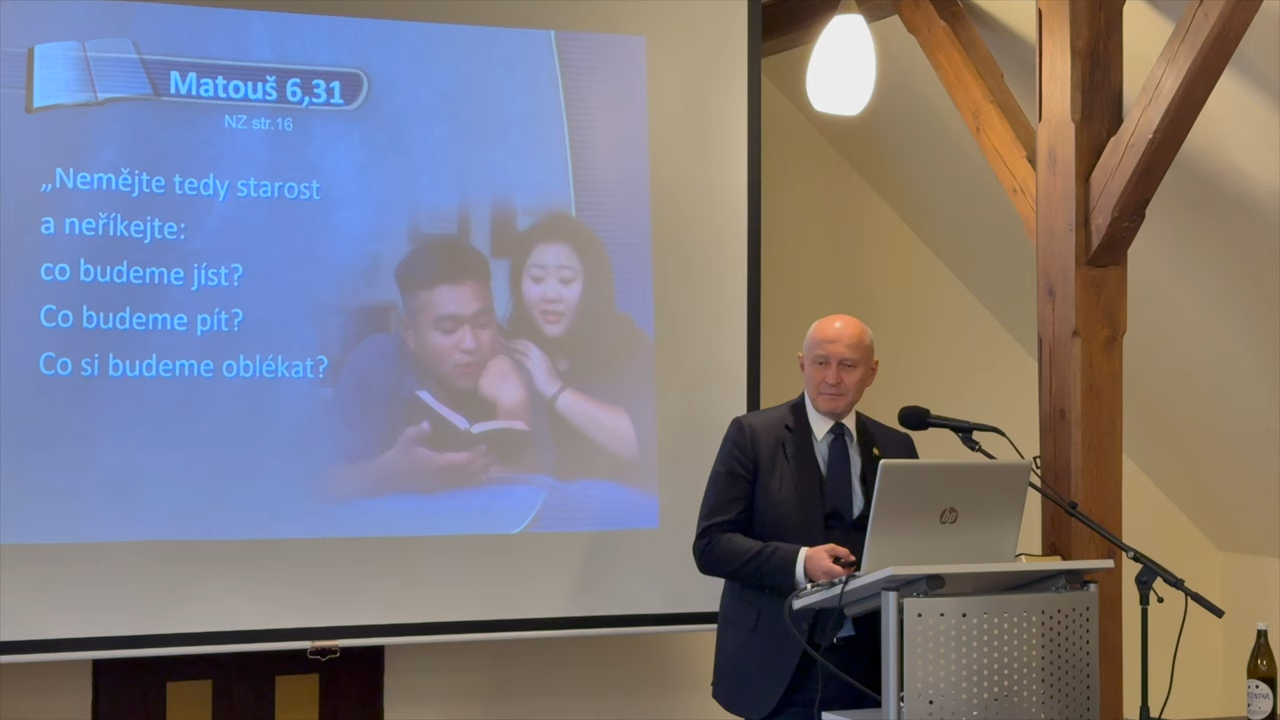 Matouš 6,31
NZ str.16
„Nemějte tedy starost
a neříkejte:
co budeme jíst?
Co budeme pít?
Co si budeme oblékat?
hp